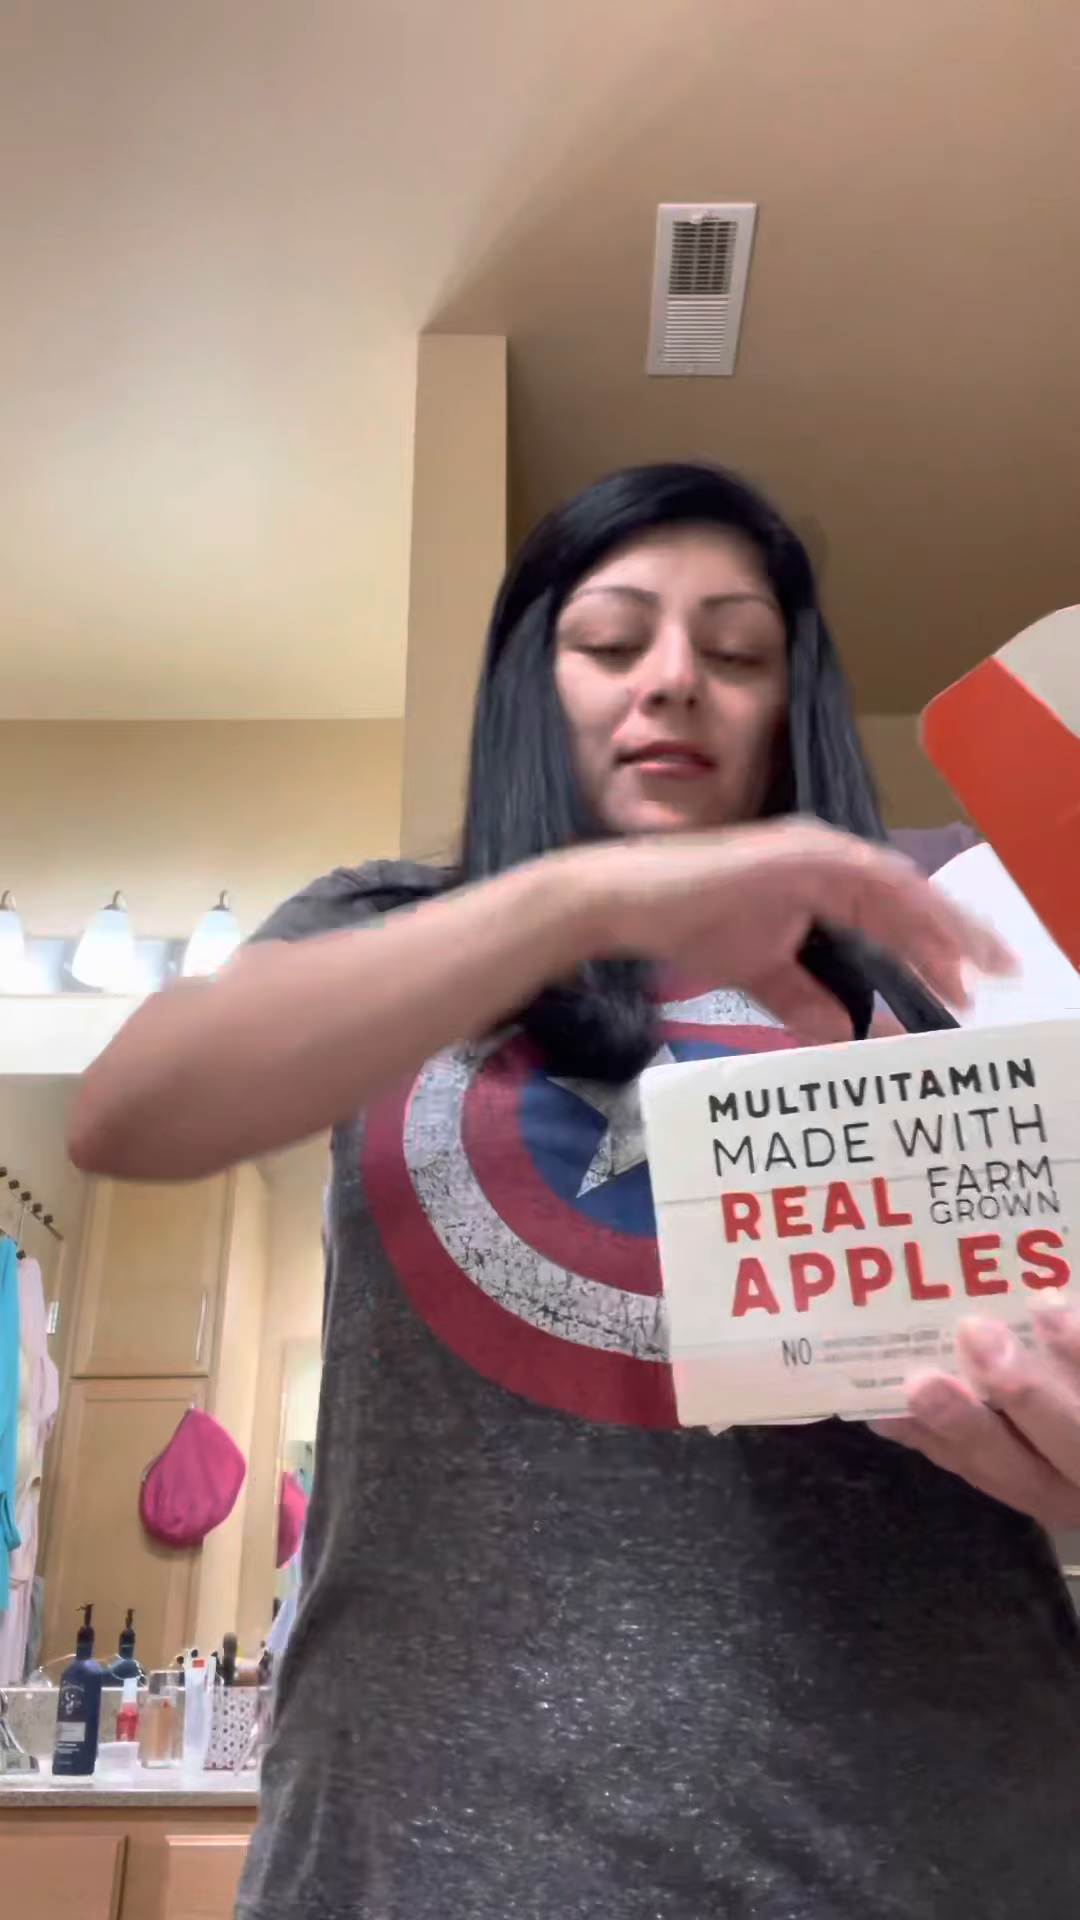 MULTIVITAMIN
MADE WITH
REAL FARM GROWN
APPLES
NO